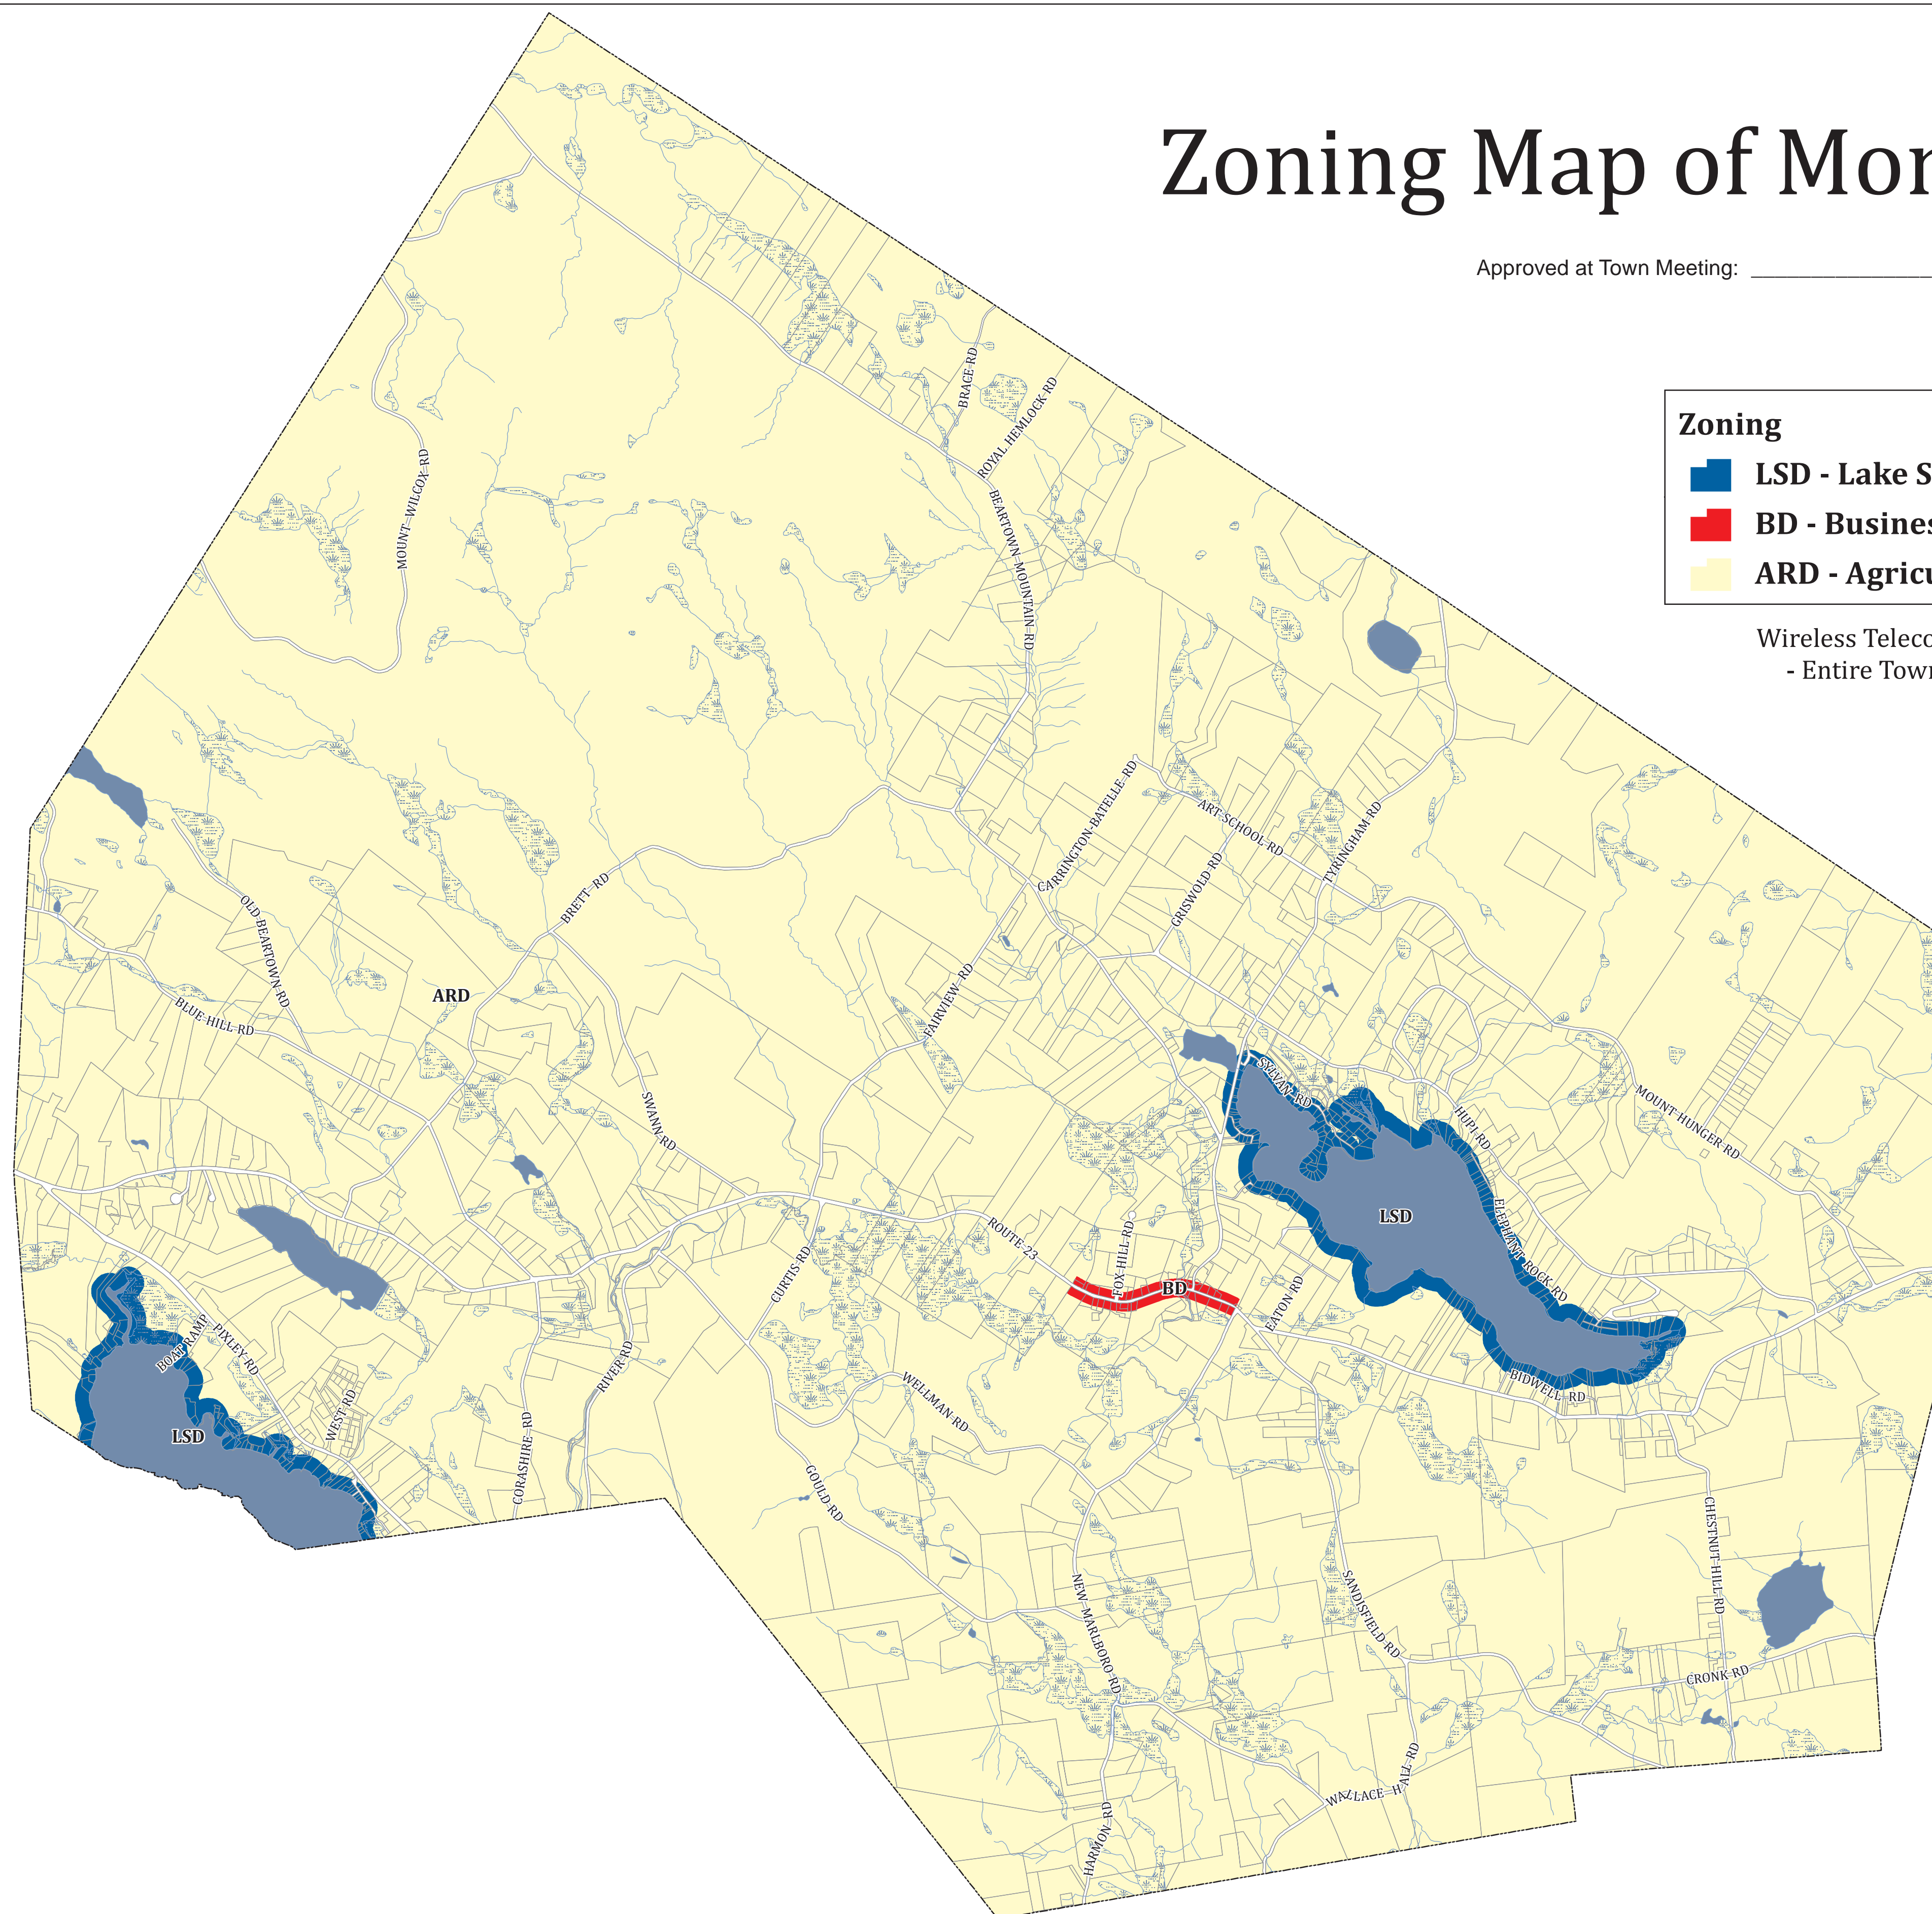 Zoning Map of Mon
Approved at Town Meeting: ________________
Zoning
LSD - Lake S
BD - Busines
ARD - Agricu
Wireless Teleco
- Entire Town
BRACE RD
ROYAL HEMLOCK RD
MOUNT WILCOX RD
BEARTOWN MOUNTAIN RD
CARRINGTON-BATELLE RD
ART SCHOOL RD
TYRINGHAM RD
GRISWOLD RD
BRETT RD
OLD BEARTOWN RD
ARD
BLUE HILL RD
FAIRVIEW RD
SWANN RD
SYLVAN RD
HUPI RD
MOUNT HUNGER RD
LSD
ELEPHANT ROCK RD
ROUTE 23
FOX HILL RD
CURTIS RD
BD
EATON RD
BOAT RAMP
PIXLEY RD
RIVER RD
WEST RD
WELLMAN RD
BIDWELL RD
LSD
CORASHIRE RD
GOULD RD
CHESTNUT HILL RD
NEW MARLBORO RD
SANDISFIELD RD
CRONK RD
WALLACE HALL RD
HARMON RD